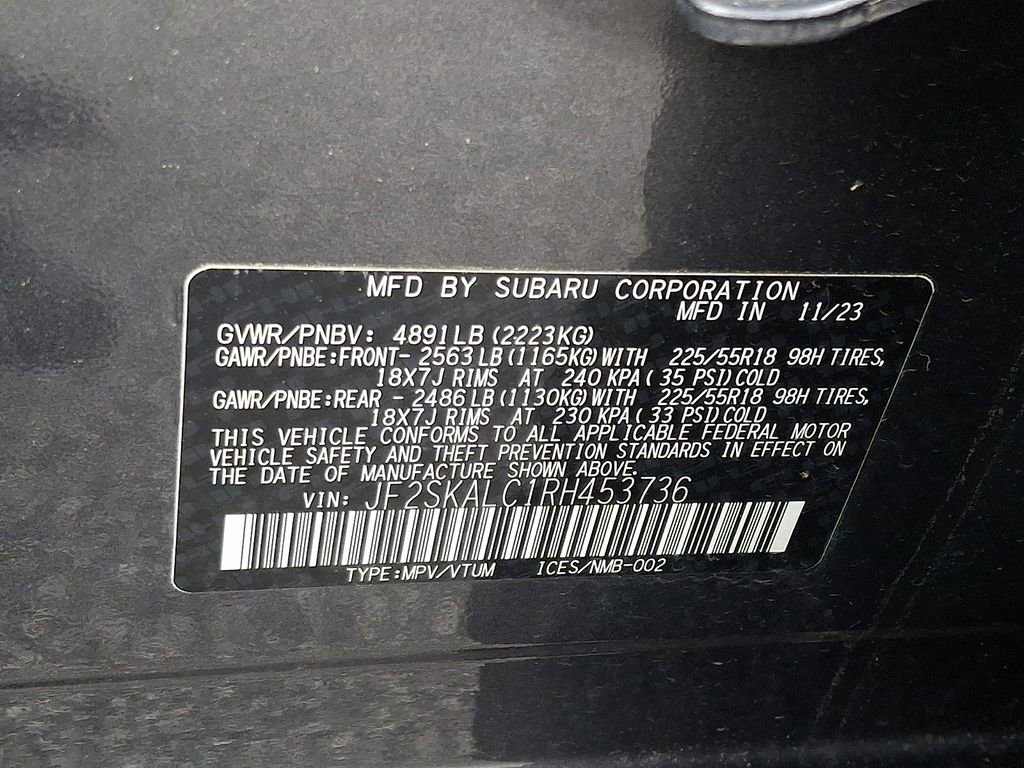 MFD BY SUBARU CORPORATION
MFD IN 11/23
GVWR/PNBV: 4891LB(2223KG)
GAWR/PNBE:FRONT- 2563LB(1165KG)WITH 225/55R18 98H TIRES,
18X7J RIMS AT 240 KPA( 35 PSI)COLD
GAWR/PNBE:REAR - 2486LB(1130KG)WITH 225/55R18 98H TIRES,
18X7J RIMS AT 230 KPA( 33 PSI)COLD
THIS VEHICLE CONFORMS TO ALL APPLICABLE FEDERAL MOTOR
VEHICLE SAFETY AND THEFT PREVENTION STANDARDS IN EFFECT ON
THE DATE OF MANUFACTURE SHOWN ABOVE.
VIN: JF2SKALC1RH453736
TYPE:MPV/VTUM ICES/NMB-002